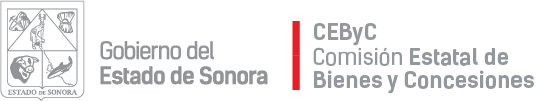 ESTADO DE SONORA
Gobierno del
Estado de Sonora
CEByC
Comisión Estatal de
Bienes y Concesiones